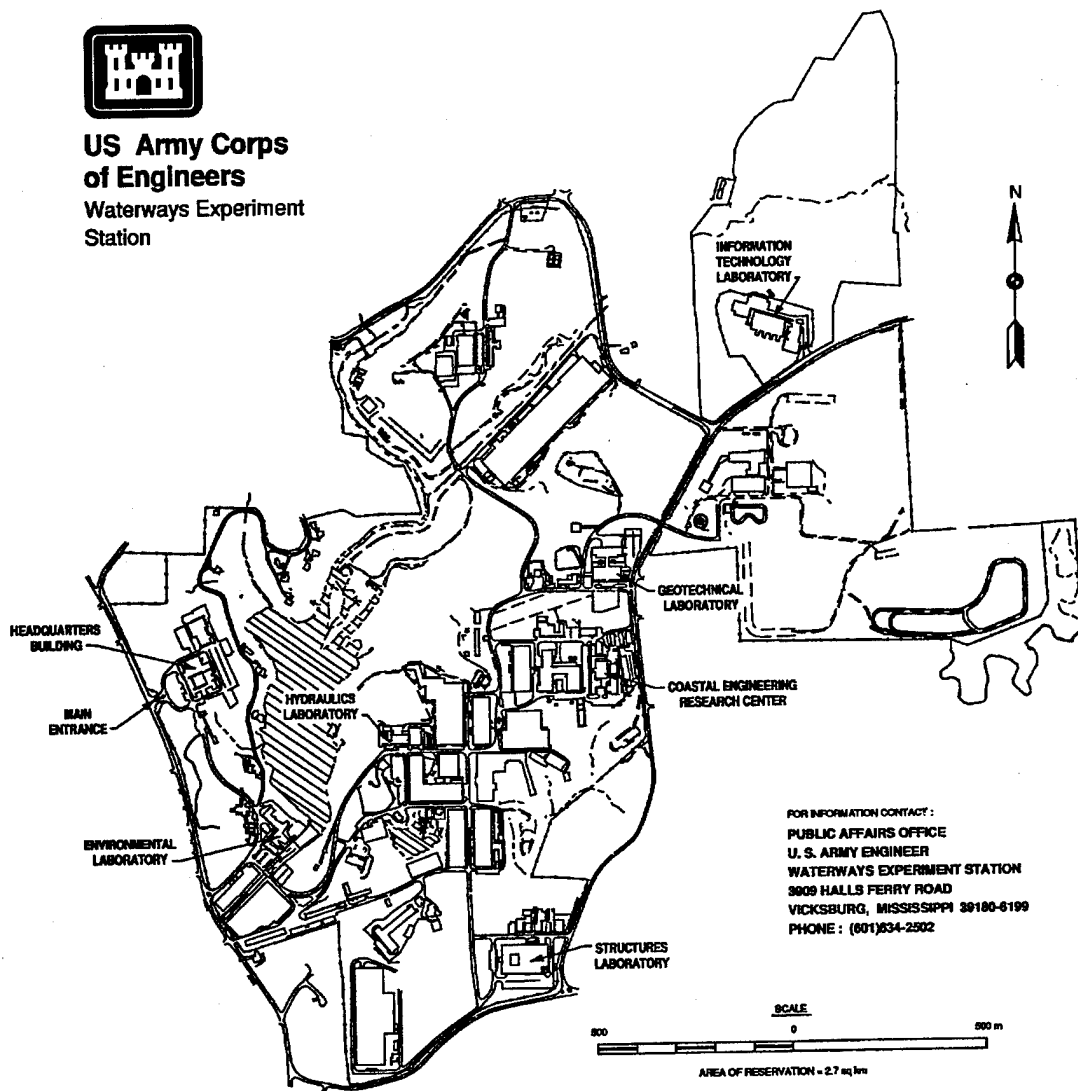 US Army Corps
of Engineers
Waterways Experiment
Station
N
INFORMATION
TECHNOLOGY
LABORATORY
GEOTECHNICAL
LABORATORY
HEADQUARTERS
BUILDING
HYDRAULICS
LABORATORY
COASTAL ENGINEERING
RESEARCH CENTER
MAIN
ENTRANCE
ENVIRONMENTAL
LABORATORY
STRUCTURES
LABORATORY
FOR INFORMATION CONTACT :
PUBLIC AFFAIRS OFFICE
U. S. ARMY ENGINEER
WATERWAYS EXPERIMENT STATION
3909 HALLS FERRY ROAD
VICKSBURG, MISSISSIPPI 39180-6199
PHONE : (601)634-2502
SCALE
500 0 500 m
AREA OF RESERVATION = 2.7 sq km